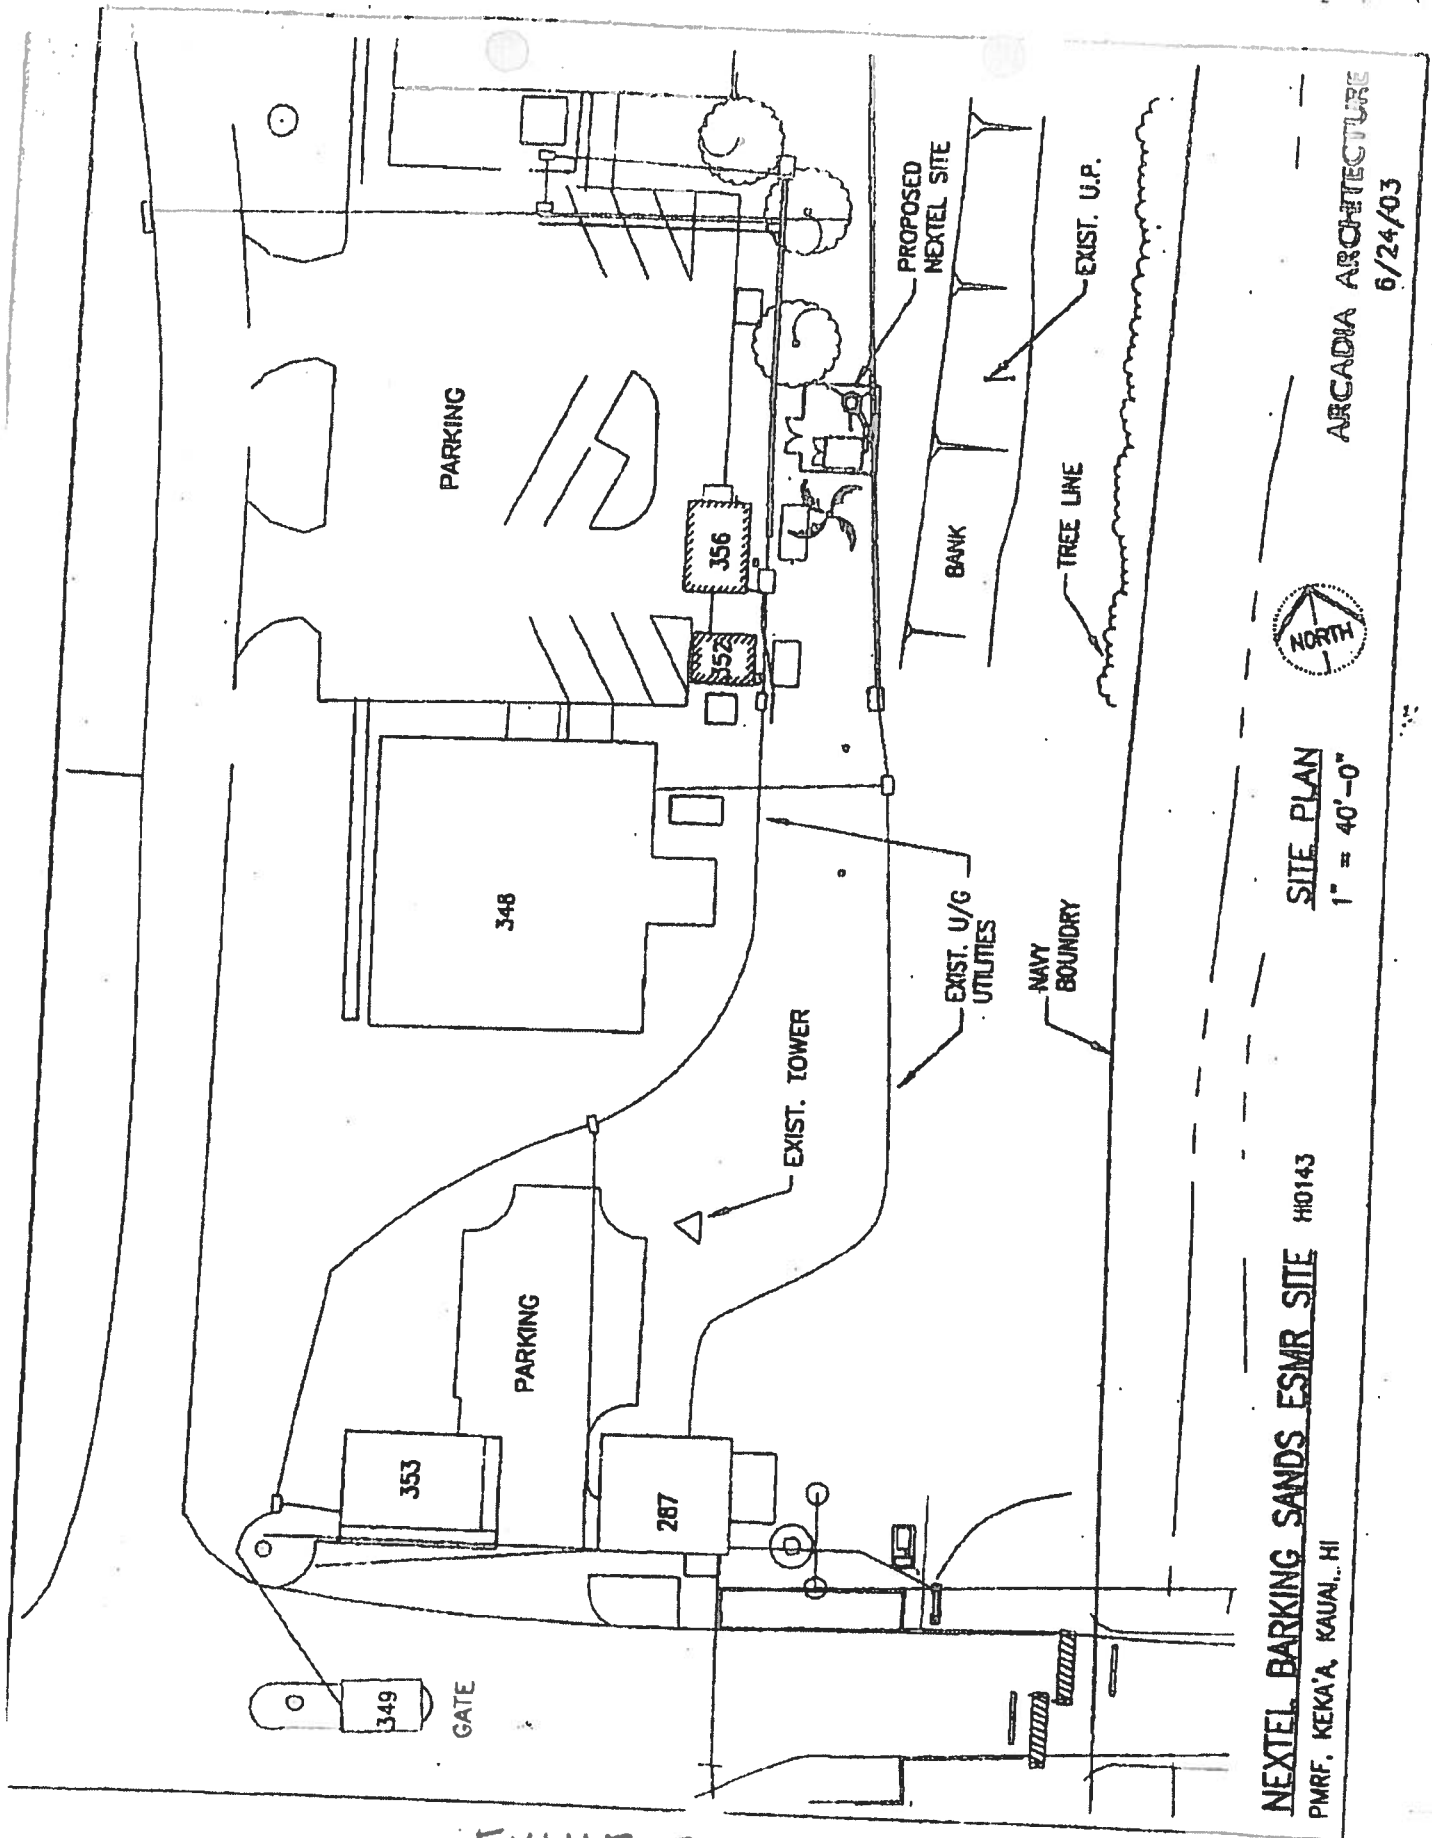 349
GATE
353
287
PARKING
EXIST. TOWER
348
EXIST. U/G
UTILITIES
NAVY
BOUNDRY
352
356
PARKING
BANK
TREE LINE
PROPOSED
NEXTEL SITE
EXIST. U.P.
NEXTEL BARKING SANDS ESMR SITE HI0143
PMRF, KEKA'A, KAUAI, HI
SITE PLAN
1" = 40'-0"
NORTH
ARCADIA ARCHITECTURE
6/24/03